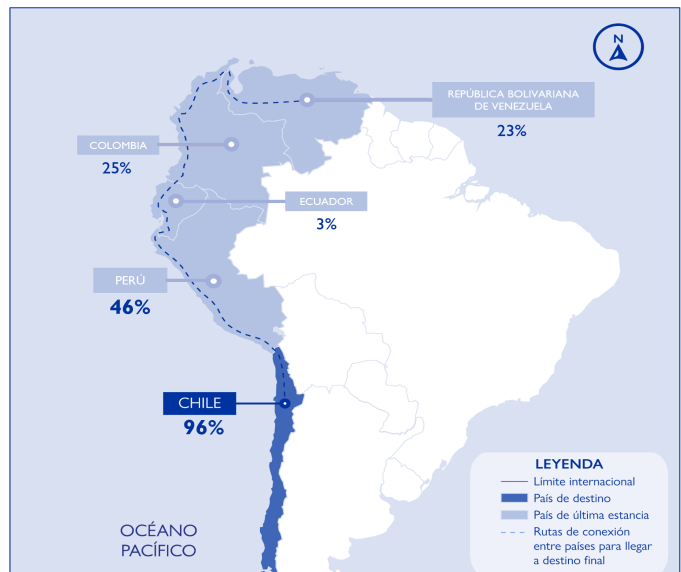 N
REPÚBLICA BOLIVARIANA
DE VENEZUELA
23%
COLOMBIA
25%
ECUADOR
3%
PERÚ
46%
CHILE
96%
OCÉANO
PACÍFICO
LEYENDA
Límite internacional
País de destino
País de última estancia
Rutas de conexión
entre países para llegar
a destino final